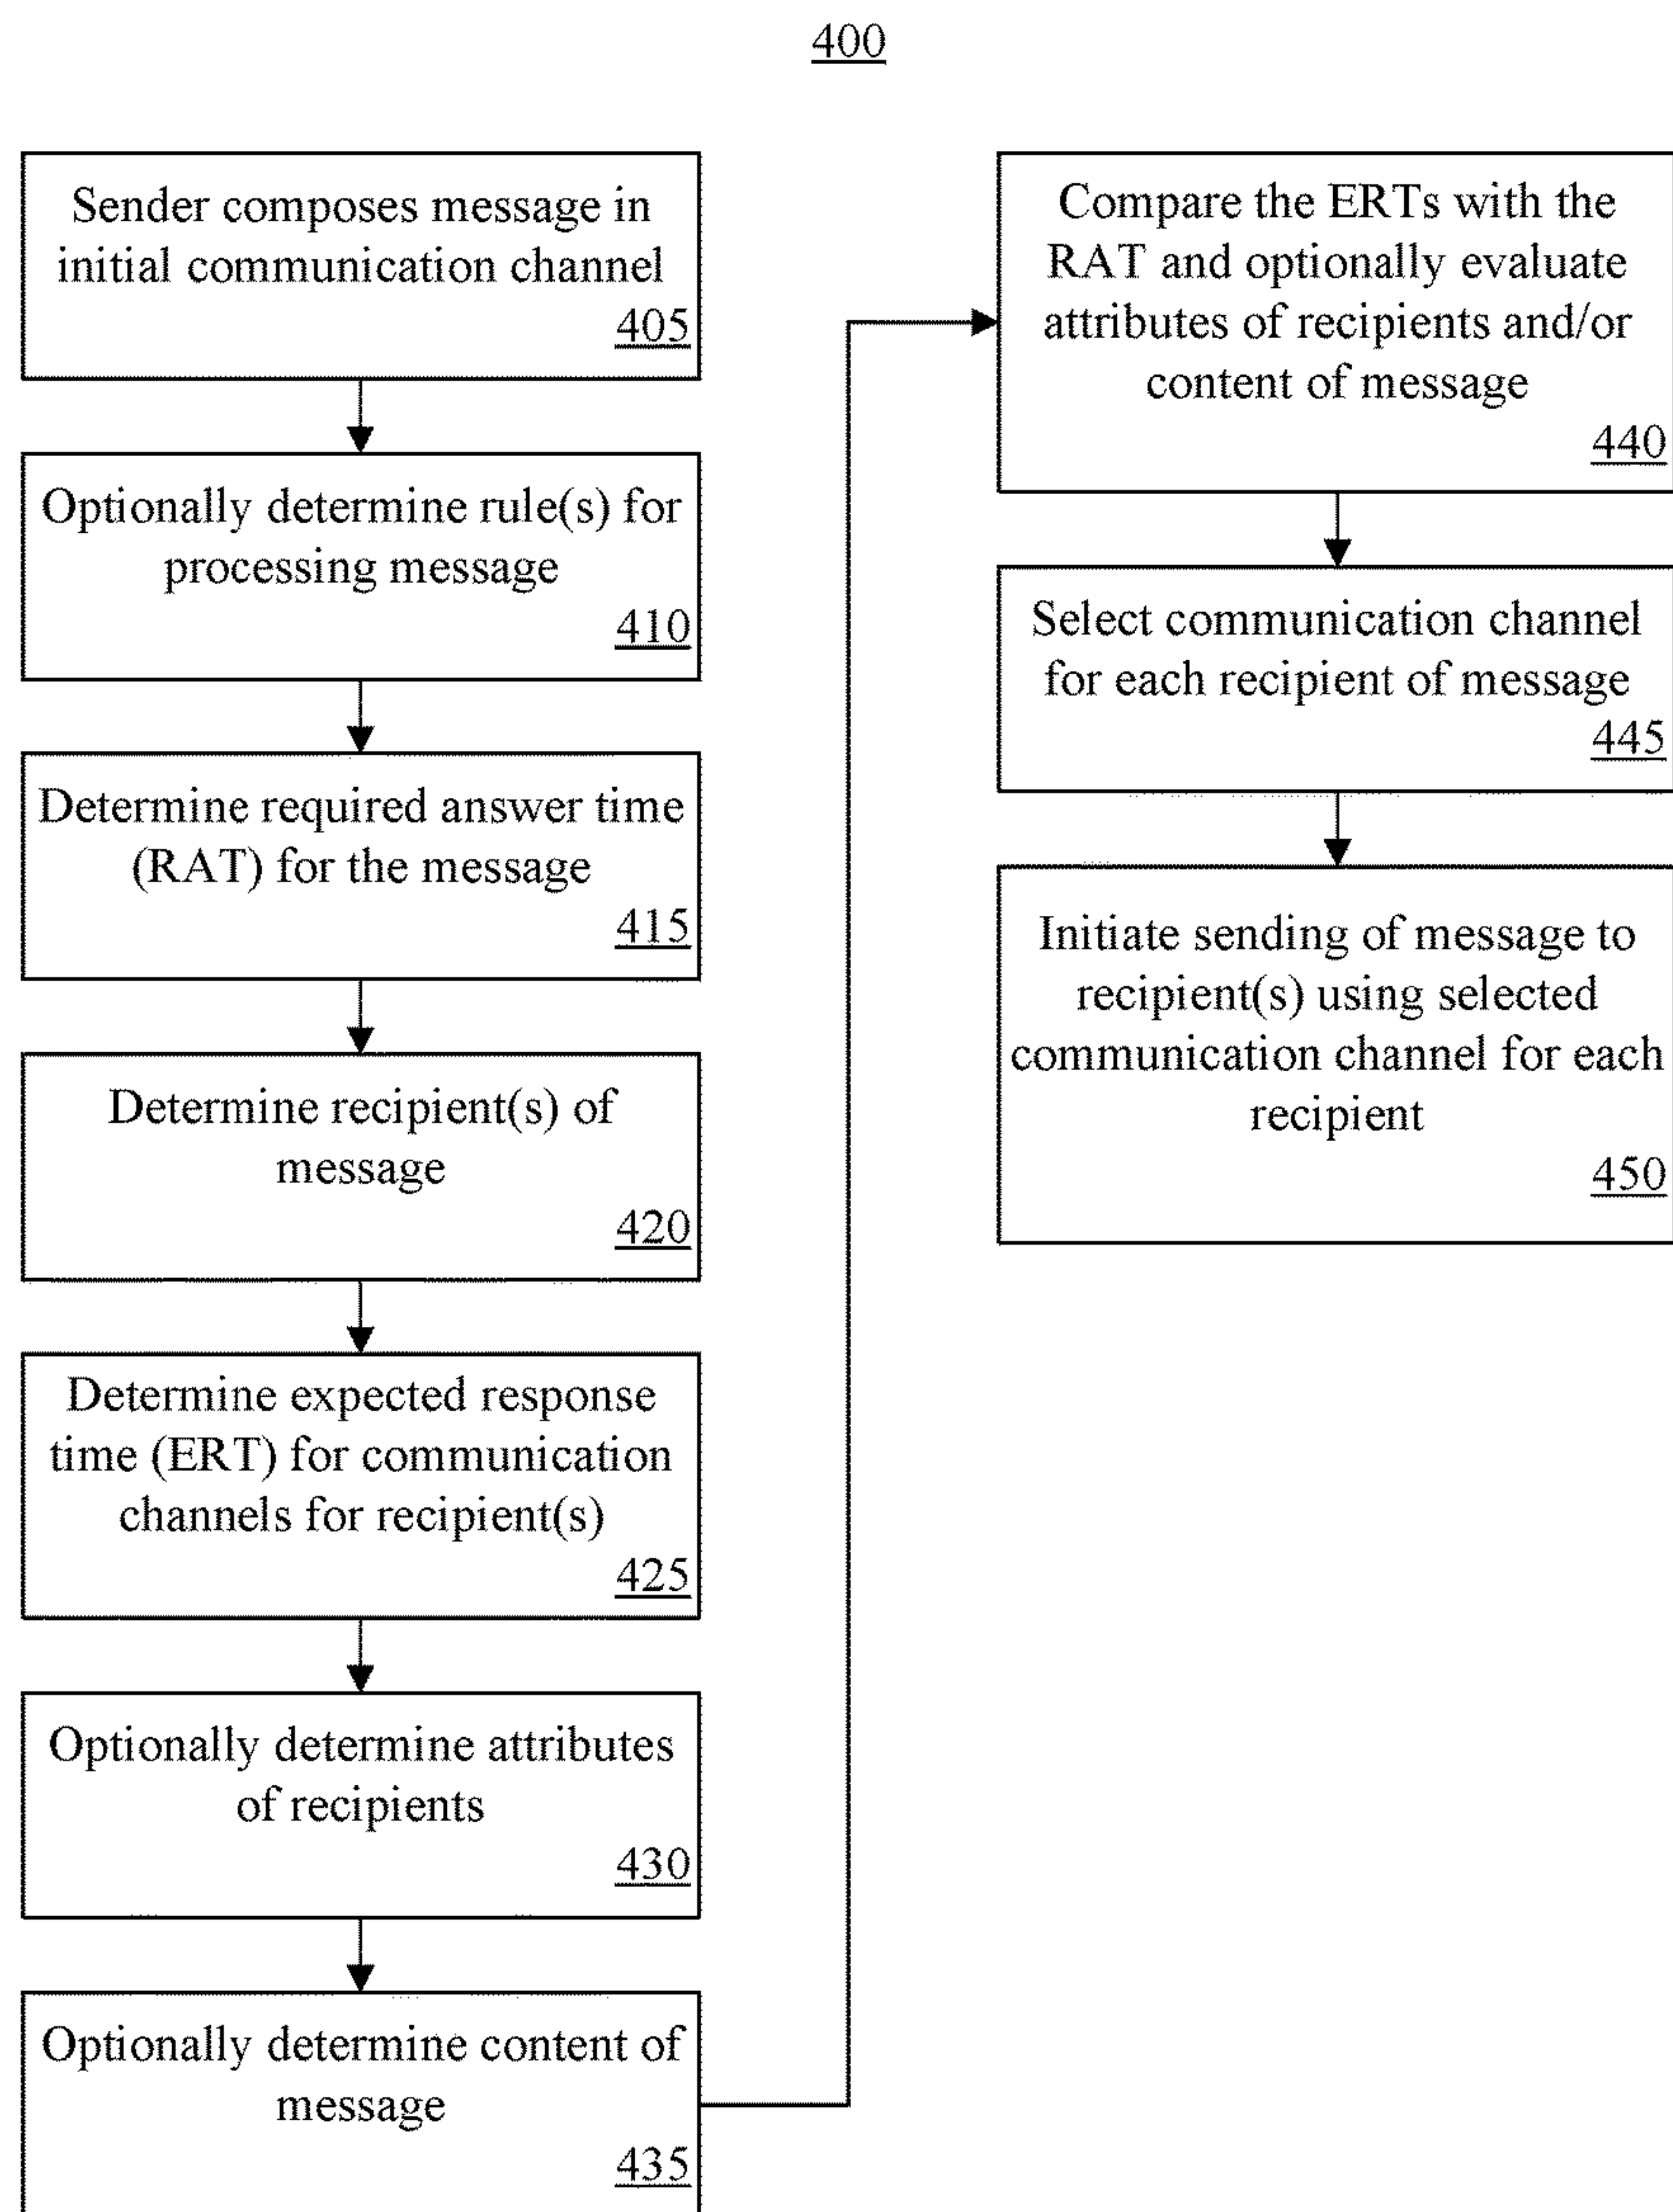 400
Sender composes message in
initial communication channel
405
Optionally determine rule(s) for
processing message
410
Determine required answer time
(RAT) for the message
415
Determine recipient(s) of
message
420
Determine expected response
time (ERT) for communication
channels for recipient(s)
425
Optionally determine attributes
of recipients
430
Optionally determine content of
message
435
Compare the ERTs with the
RAT and optionally evaluate
attributes of recipients and/or
content of message
440
Select communication channel
for each recipient of message
445
Initiate sending of message to
recipient(s) using selected
communication channel for each
recipient
450